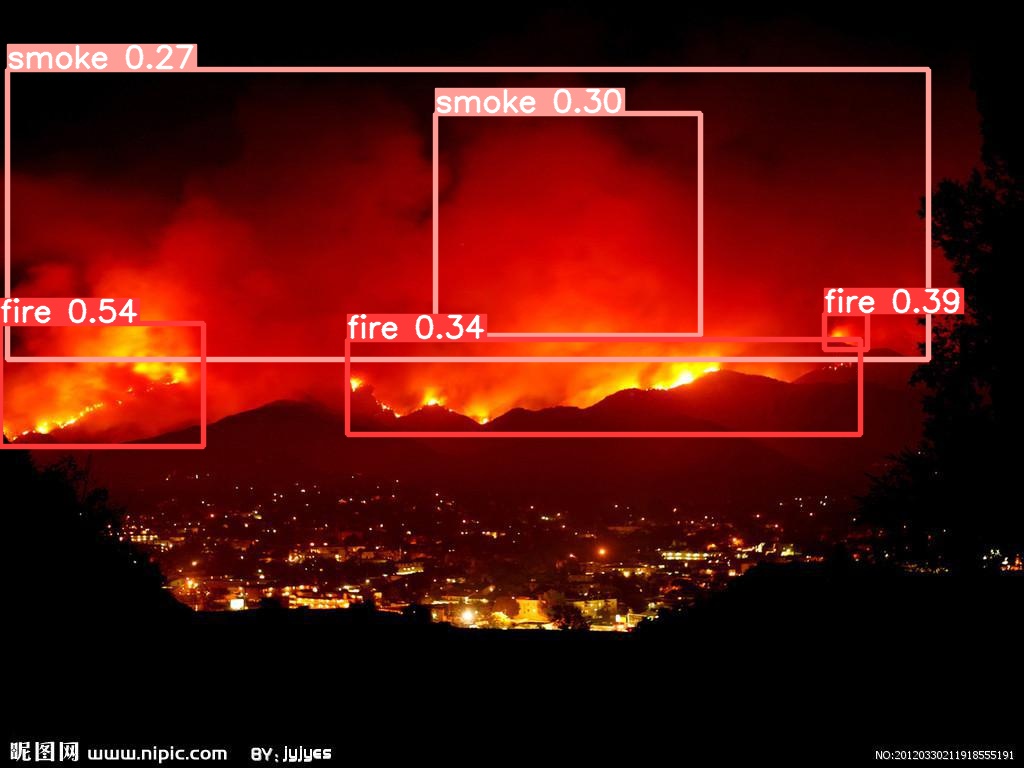 smoke 0.27
smoke 0.30
fire 0.54
fire 0.34
fire 0.39
昵图网 www.nipic.com BY:jyjyes
NO:20120330211918555191